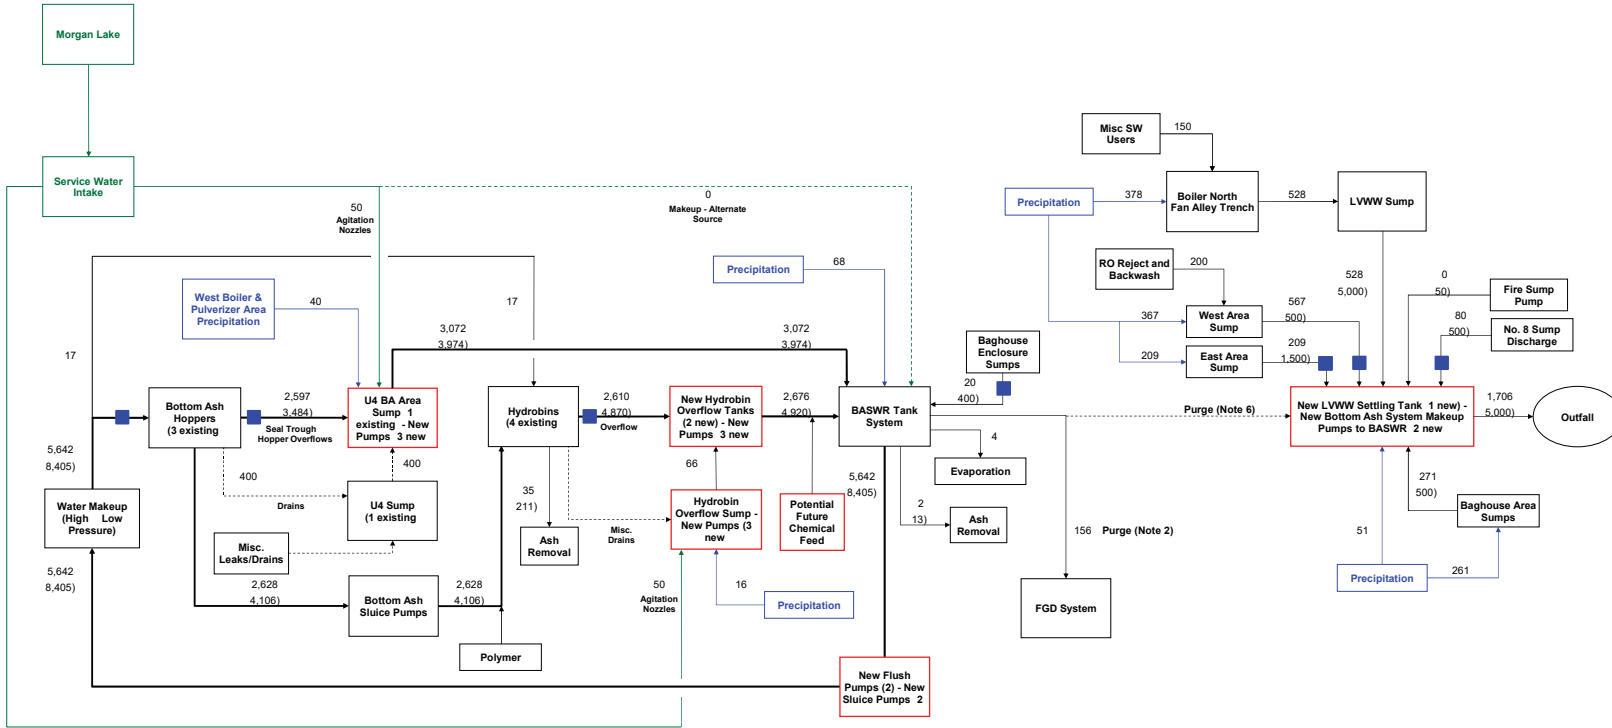 Morgan Lake
Service Water
Intake
50
Agitation
Nozzles
0
Makeup - Alternate
Source
Misc SW
Users
150
Precipitation
378
Boiler North
Fan Alley Trench
528
LVWW Sump
RO Reject and
Backwash
200
528
5,000)
0
50)
Fire Sump
Pump
Precipitation
68
West Boiler &
Pulverizer Area
Precipitation
40
17
367
West Area
Sump
567
500)
80
500)
No. 8 Sump
Discharge
209
East Area
Sump
209
1,500)
17
3,072
3,974)
3,072
3,974)
Baghouse
Enclosure
Sumps
20
400)
Bottom Ash
Hoppers
(3 existing
2,597
3,484)
Seal Trough
Hopper Overflows
U4 BA Area
Sump 1
existing - New
Pumps 3 new
Hydrobins
(4 existing
2,610
4,870)
Overflow
New Hydrobin
Overflow Tanks
(2 new) - New
Pumps 3 new
2,676
4,920)
BASWR Tank
System
Purge (Note 6)
New LVWW Settling Tank 1 new) -
New Bottom Ash System Makeup
Pumps to BASWR 2 new
1,706
5,000)
Outfall
4
Evaporation
5,642
8,405)
400
Drains
400
U4 Sump
(1 existing
66
5,642
8,405)
271
500)
Water Makeup
(High Low
Pressure)
35
211)
Hydrobin
Overflow Sump -
New Pumps (3
new
Potential
Future
Chemical
Feed
2
13)
Ash
Removal
Baghouse Area
Sumps
Misc.
Leaks/Drains
Ash
Removal
Misc.
Drains
156
Purge (Note 2)
51
5,642
8,405)
2,628
4,106)
Bottom Ash
Sluice Pumps
2,628
4,106)
50
Agitation
Nozzles
16
Precipitation
FGD System
Precipitation
261
Polymer
New Flush
Pumps (2) - New
Sluice Pumps 2